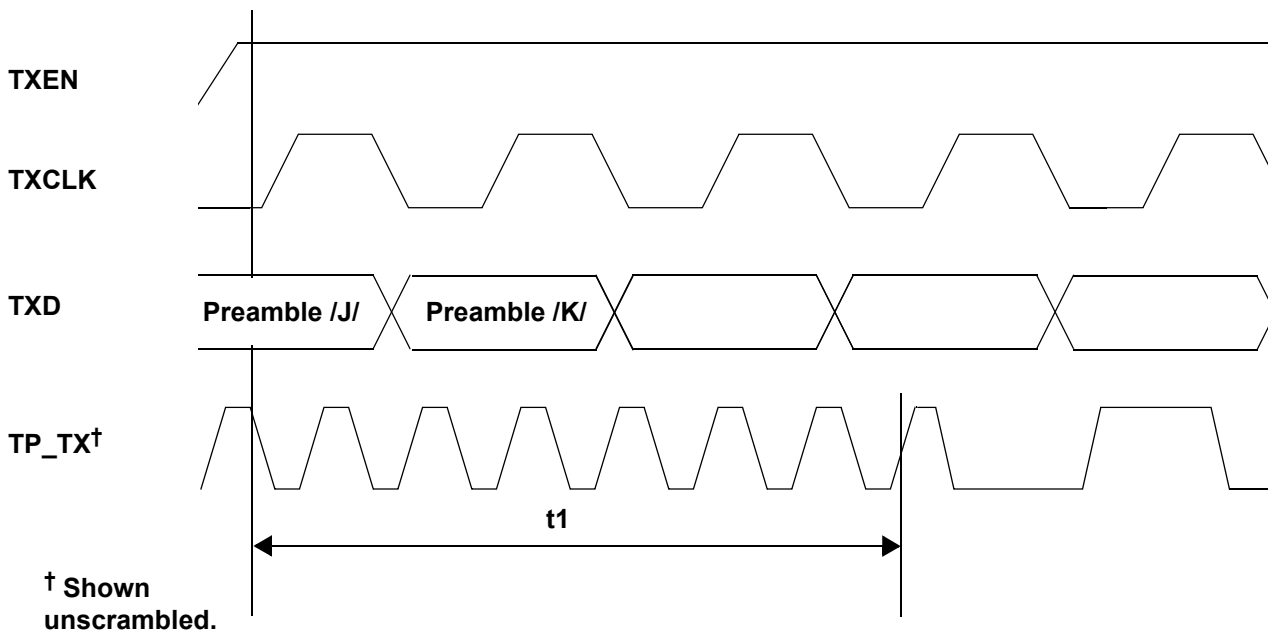 TXEN
TXCLK
TXD
Preamble /J/
Preamble /K/
TP_TX†
t1
† Shown
unscrambled.